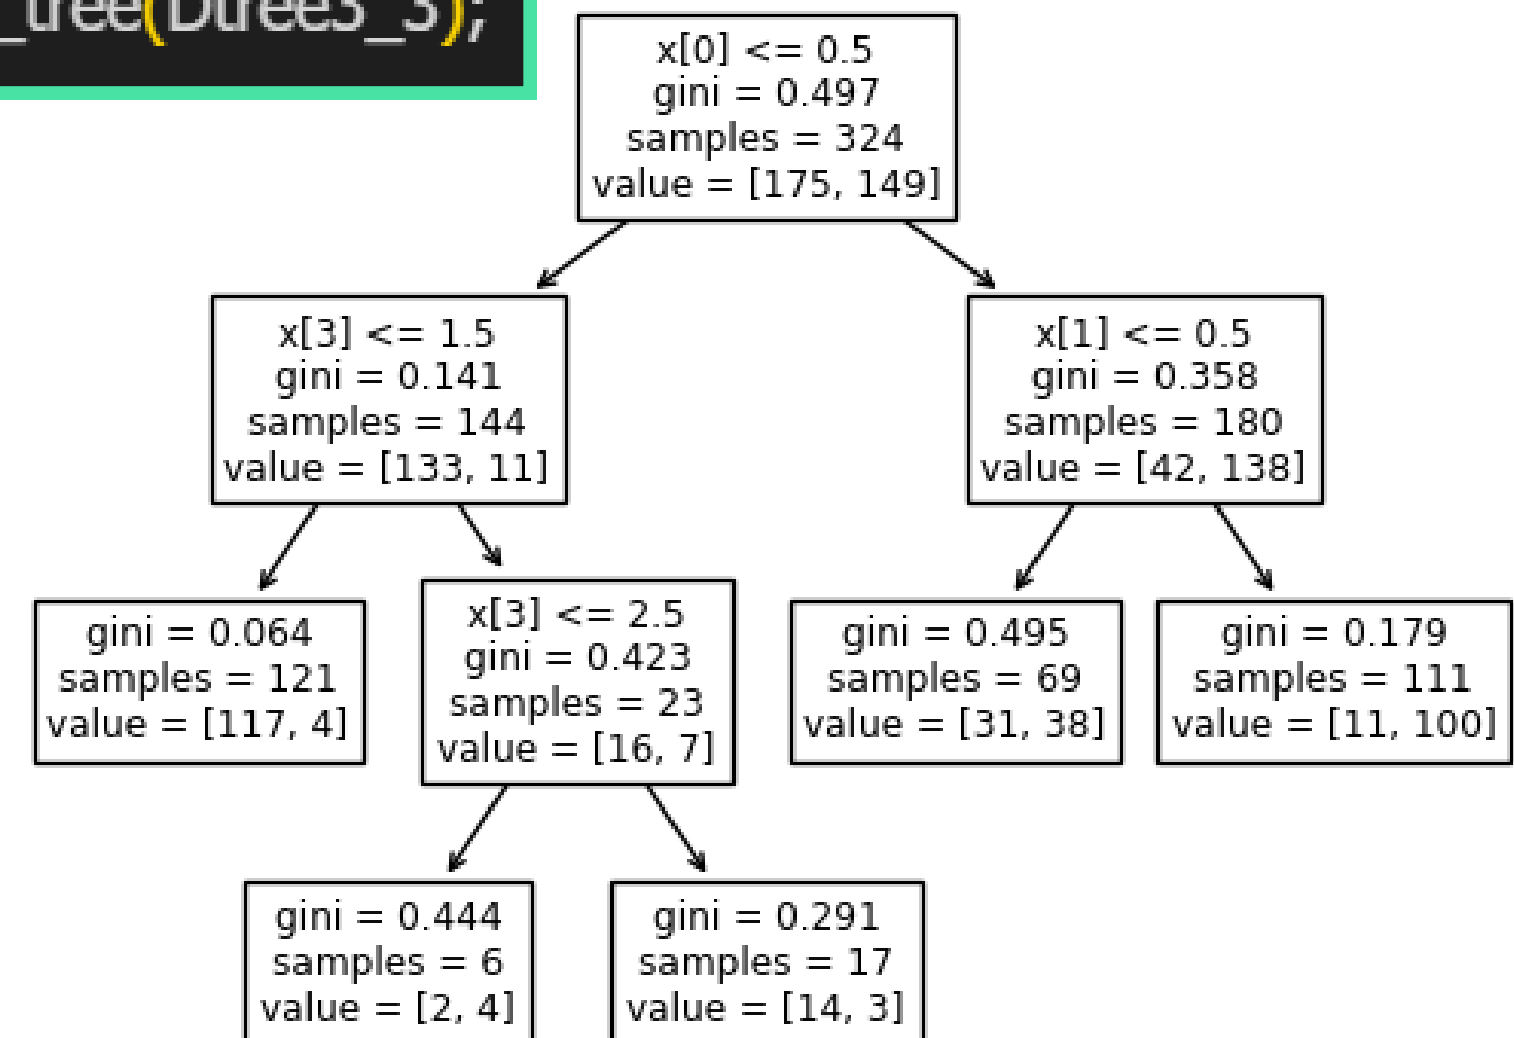 _tree(Dtree3_3);
x[0] <= 0.5
gini = 0.497
samples = 324
value = [175, 149]
x[3] <= 1.5
gini = 0.141
samples = 144
value = [133, 11]
x[1] <= 0.5
gini = 0.358
samples = 180
value = [42, 138]
gini = 0.064
samples = 121
value = [117, 4]
x[3] <= 2.5
gini = 0.423
samples = 23
value = [16, 7]
gini = 0.495
samples = 69
value = [31, 38]
gini = 0.179
samples = 111
value = [11, 100]
gini = 0.444
samples = 6
value = [2, 4]
gini = 0.291
samples = 17
value = [14, 3]